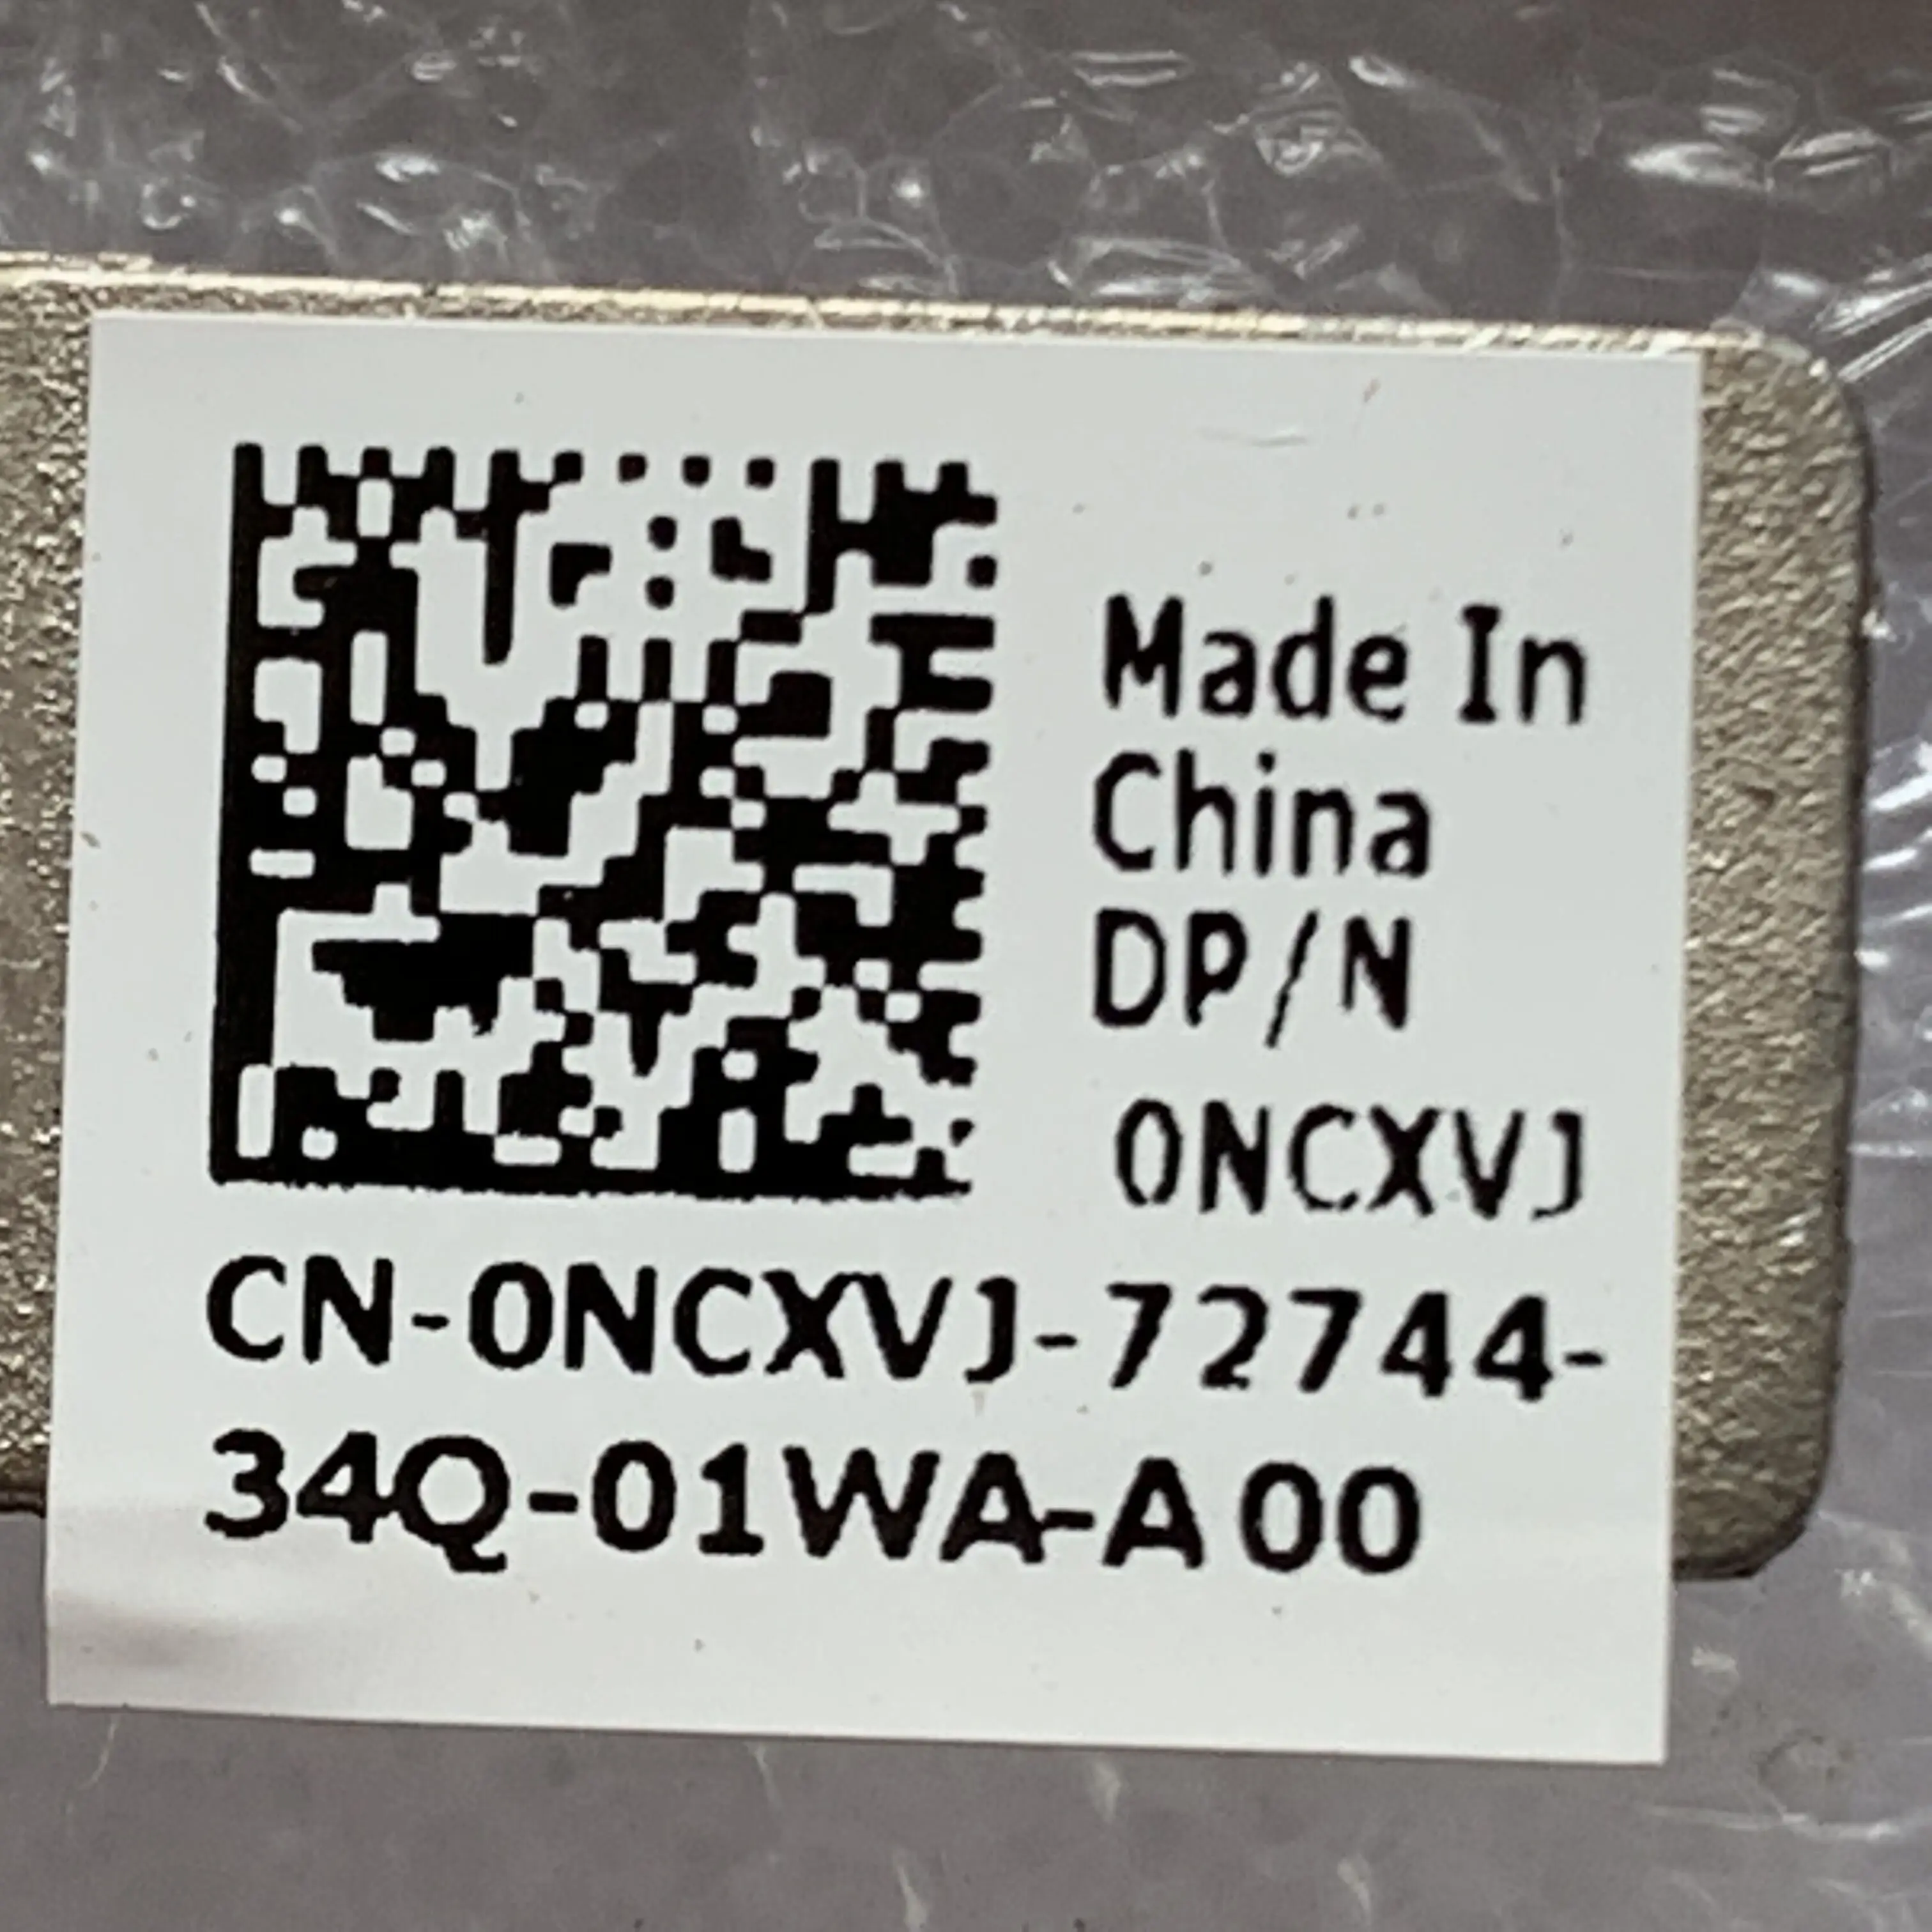 Made In
China
DP/N
0NCXVJ
CN-0NCXVJ-72744-
34Q-01WA-A00